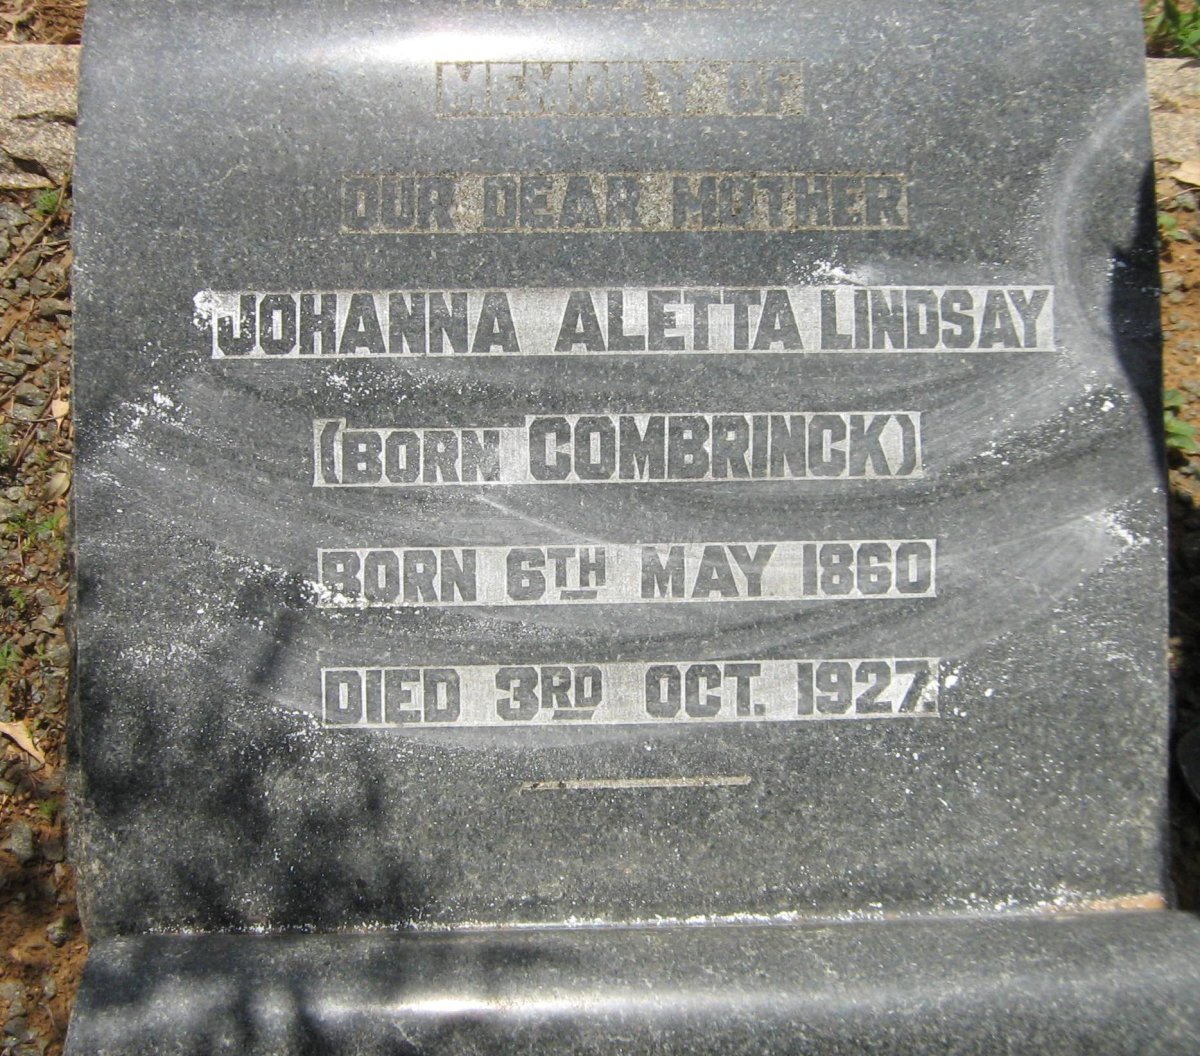 MEMORY OF
OUR DEAR MOTHER
JOHANNA ALETTA LINDSAY
(BORN COMBRINCK)
BORN 6TH MAY 1860
DIED 3RD OCT. 1927.